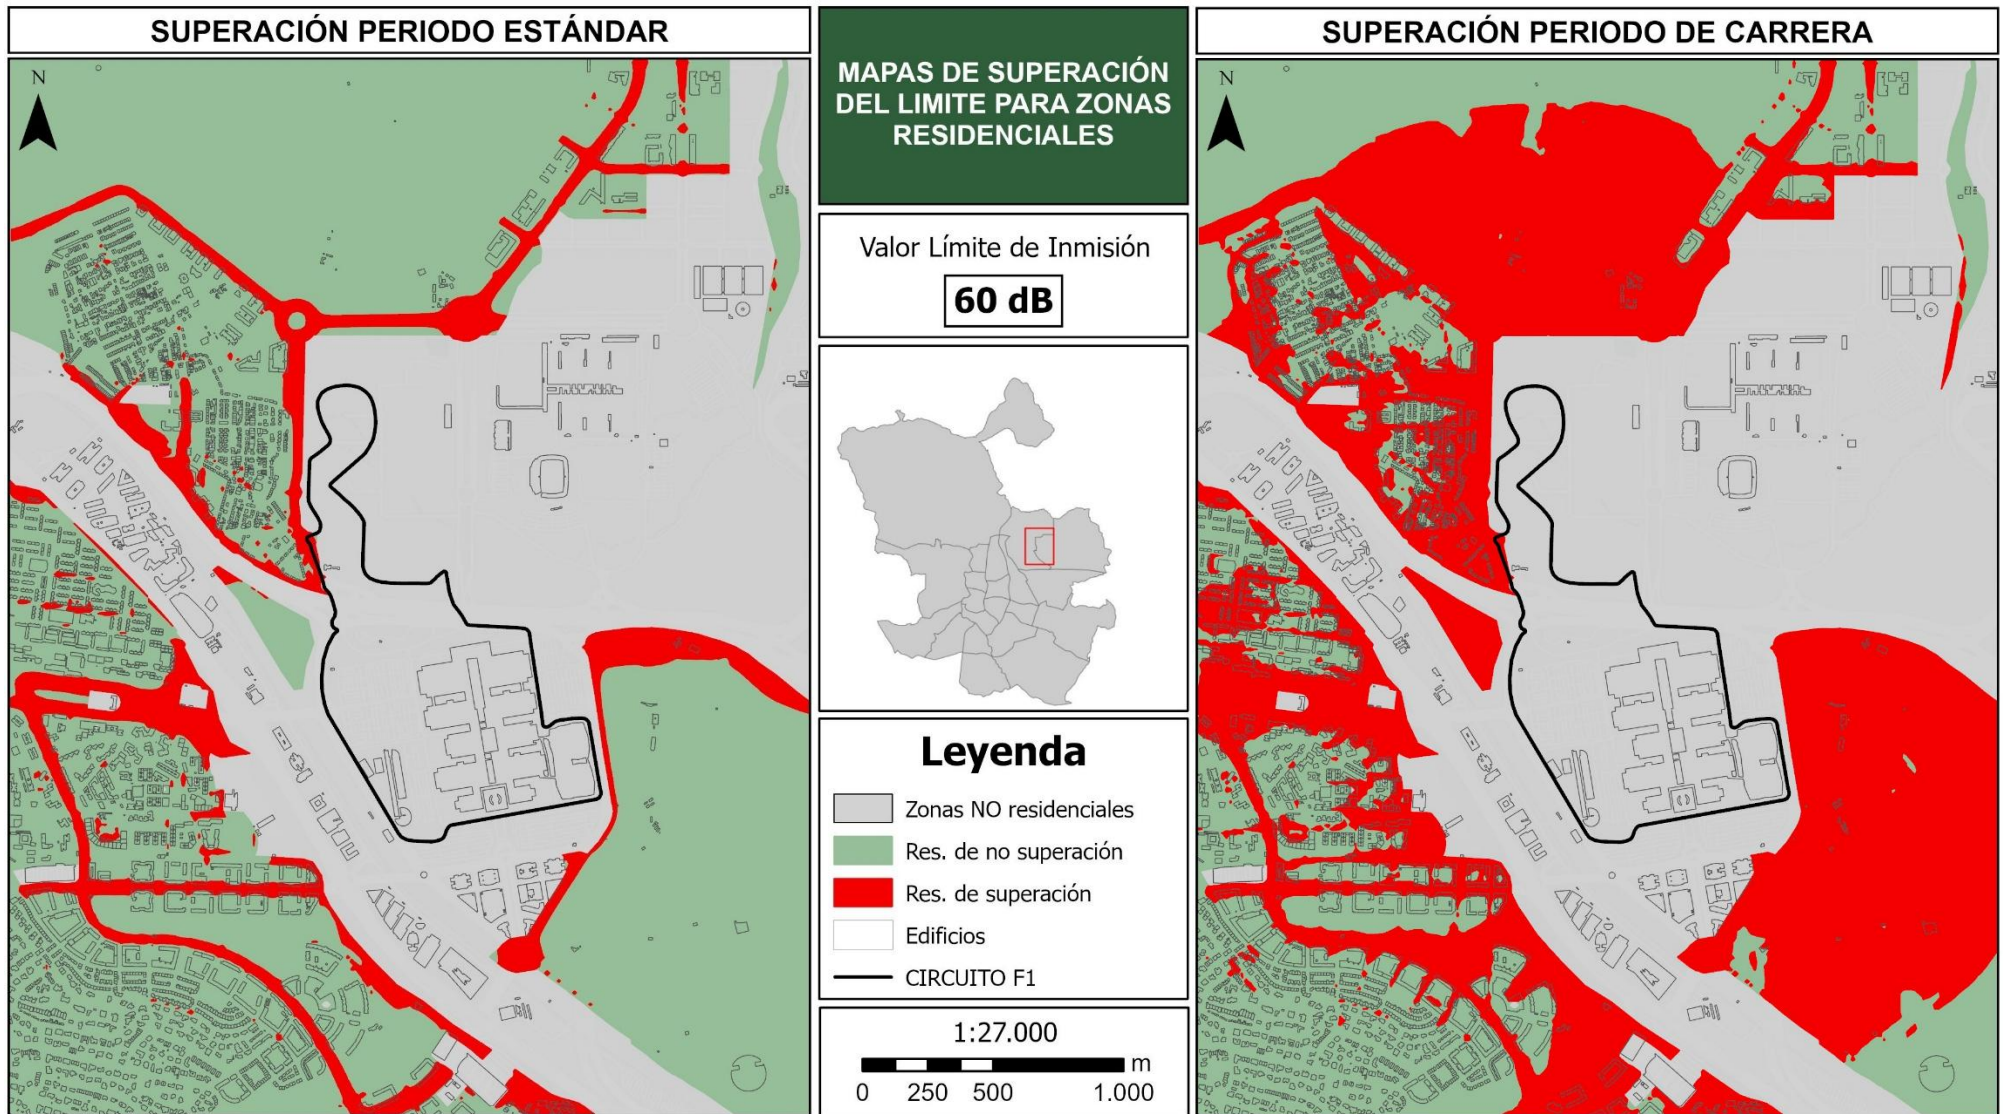 SUPERACIÓN PERIODO ESTÁNDAR
N
MAPAS DE SUPERACIÓN
DEL LIMITE PARA ZONAS
RESIDENCIALES
Valor Límite de Inmisión
60 dB
Leyenda
Zonas NO residenciales
Res. de no superación
Res. de superación
Edificios
CIRCUITO F1
1:27.000
m
0 250 500 1.000
SUPERACIÓN PERIODO DE CARRERA
N